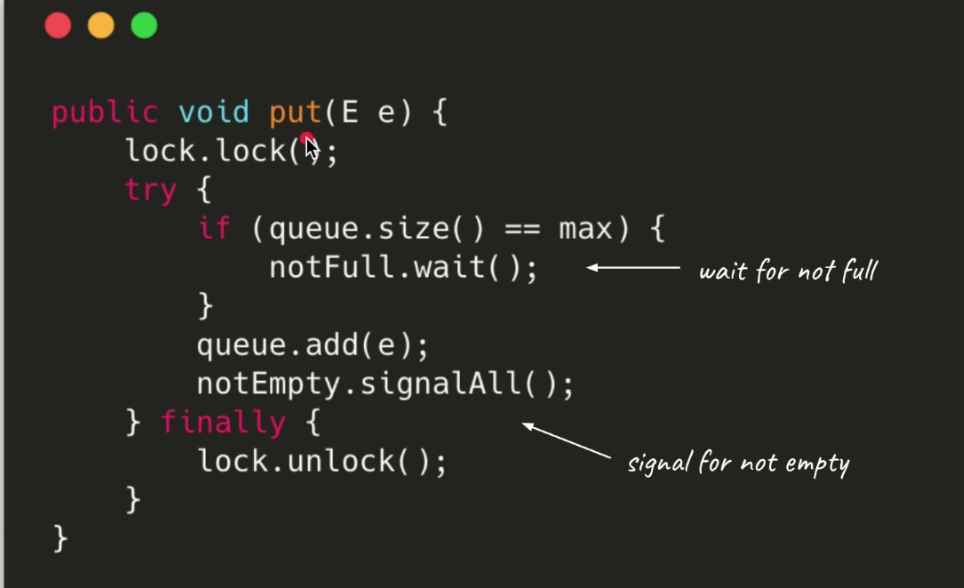 public void put(E e) {
lock.lock();
try {
if (queue.size() == max) {
notFull.wait();
wait for not full
}
queue.add(e);
notEmpty.signalAll();
} finally {
lock.unlock();
signal for not empty
}
}